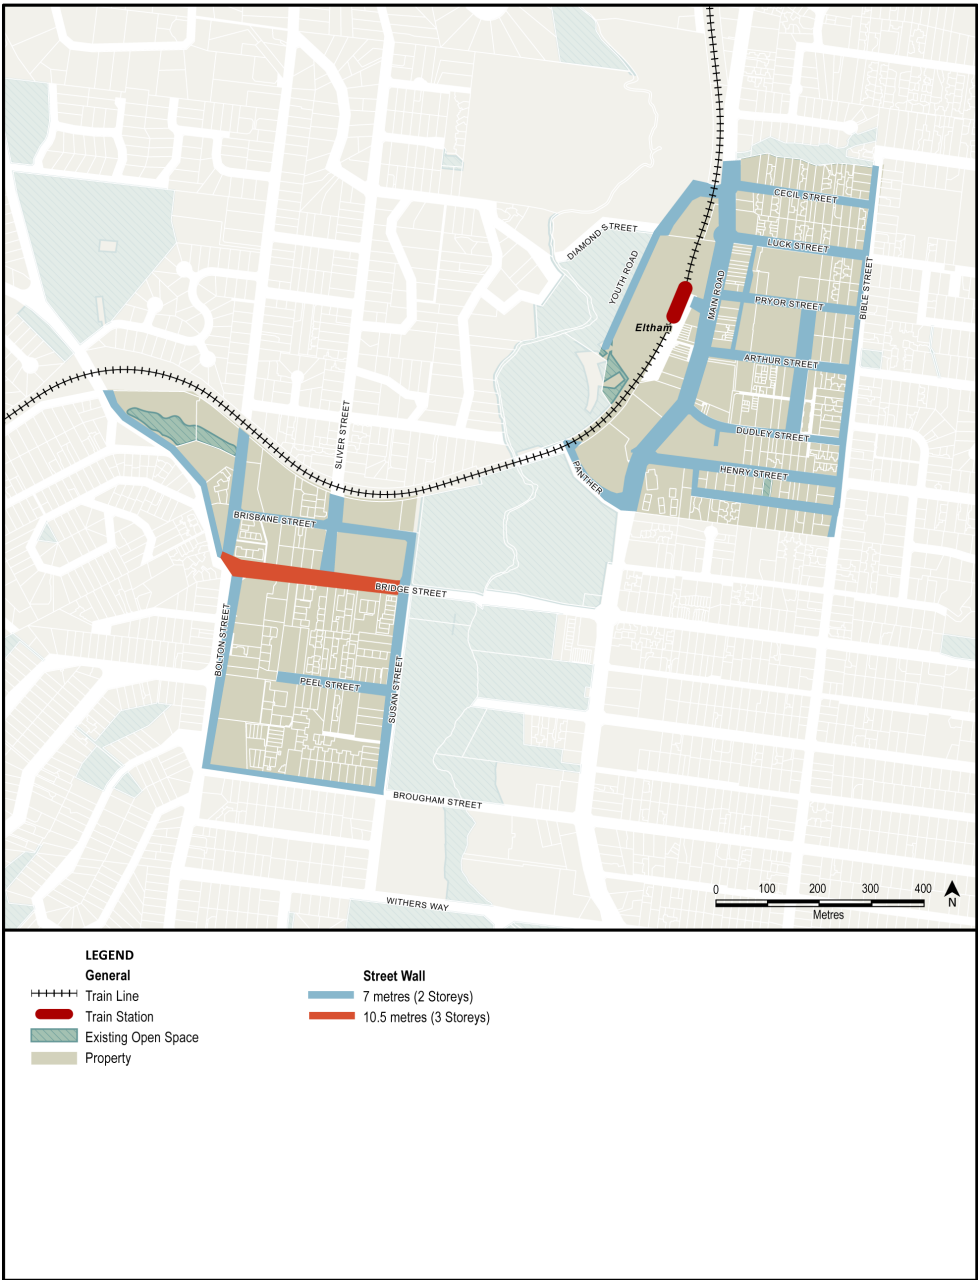 CECIL STREET
DIAMOND STREET
LUCK STREET
YOUTH ROAD
MAIN ROAD
BIBLE STREET
PRYOR STREET
Eltham
ARTHUR STREET
SLIVER STREET
DUDLEY STREET
PANTHER
HENRY STREET
BRISBANE STREET
BRIDGE STREET
BOLTON STREET
PEEL STREET
SUSAN STREET
BROUGHAM STREET
WITHERS WAY
0 100 200 300 400
Metres
N
LEGEND
General
Train Line
Train Station
Existing Open Space
Property
Street Wall
7 metres (2 Storeys)
10.5 metres (3 Storeys)